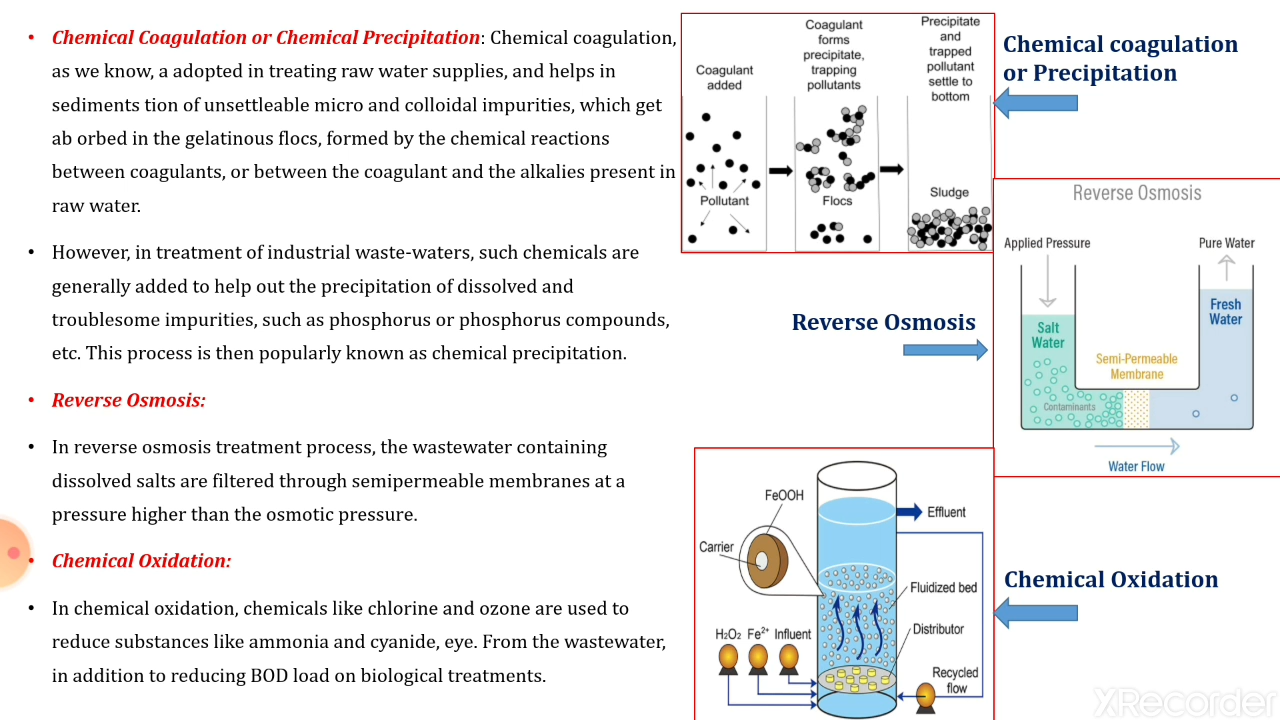 • Chemical Coagulation or Chemical Precipitation: Chemical coagulation,
as we know, a adopted in treating raw water supplies, and helps in
sediments tion of unsettleable micro and colloidal impurities, which get
ab orbed in the gelatinous flocs, formed by the chemical reactions
between coagulants, or between the coagulant and the alkalies present in
raw water.
• However, in treatment of industrial waste-waters, such chemicals are
generally added to help out the precipitation of dissolved and
troublesome impurities, such as phosphorus or phosphorus compounds,
etc. This process is then popularly known as chemical precipitation.
• Reverse Osmosis:
• In reverse osmosis treatment process, the wastewater containing
dissolved salts are filtered through semipermeable membranes at a
pressure higher than the osmotic pressure.
• Chemical Oxidation:
• In chemical oxidation, chemicals like chlorine and ozone are used to
reduce substances like ammonia and cyanide, eye. From the wastewater,
in addition to reducing BOD load on biological treatments.
Coagulant
added
Coagulant
forms
precipitate,
trapping
pollutants
Precipitate
and
trapped
pollutant
settle to
bottom
Pollutant
Flocs
Sludge
Chemical coagulation
or Precipitation
Reverse Osmosis
Reverse Osmosis
Applied Pressure
Pure Water
Salt
Water
Fresh
Water
Semi-Permeable
Membrane
Contaminants
Water Flow
FeOOH
Carrier
Effluent
Fluidized bed
Distributor
H₂O₂ Fe²⁺ Influent
Recycled
flow
Chemical Oxidation
XRecorder